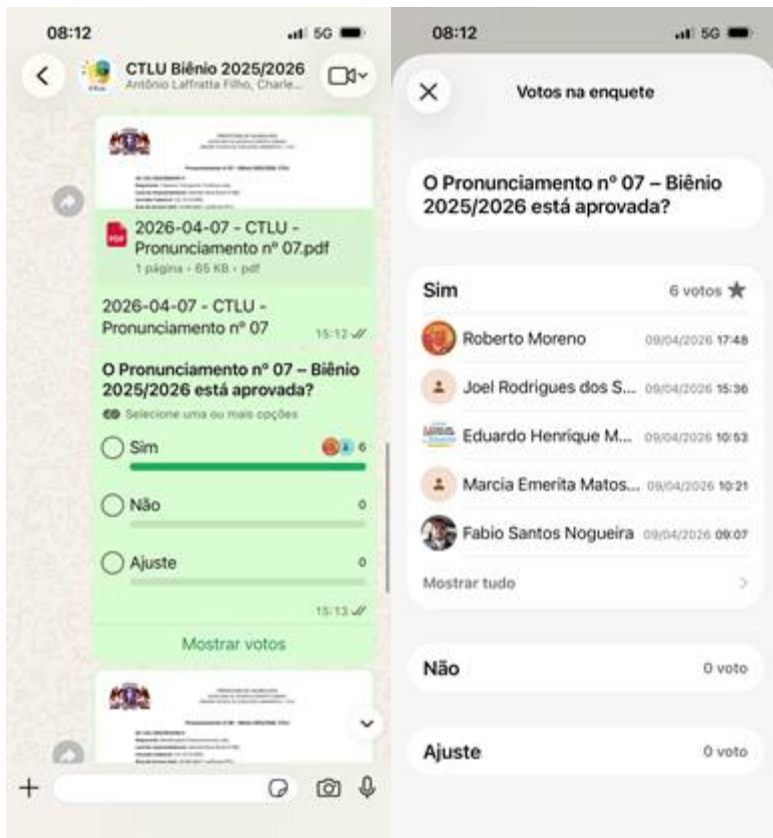 08:12
5G
CTLU Biênio 2025/2026
Antônio Laffratta Filho, Charle...
PDF
2026-04-07 - CTLU -
Pronunciamento nº 07.pdf
1 página • 65 KB • pdf
2026-04-07 - CTLU -
Pronunciamento nº 07
15:12
O Pronunciamento nº 07 – Biênio
2025/2026 está aprovada?
Selecione uma ou mais opções
Sim
6
Não
0
Ajuste
0
15:13
Mostrar votos
08:12
5G
Votos na enquete
O Pronunciamento nº 07 – Biênio
2025/2026 está aprovada?
Sim 6 votos
Roberto Moreno 09/04/2026 17:48
Joel Rodrigues dos S... 09/04/2026 15:36
Eduardo Henrique M... 09/04/2026 10:53
Marcia Emerita Matos... 09/04/2026 10:21
Fabio Santos Nogueira 09/04/2026 09:07
Mostrar tudo
Não 0 voto
Ajuste 0 voto